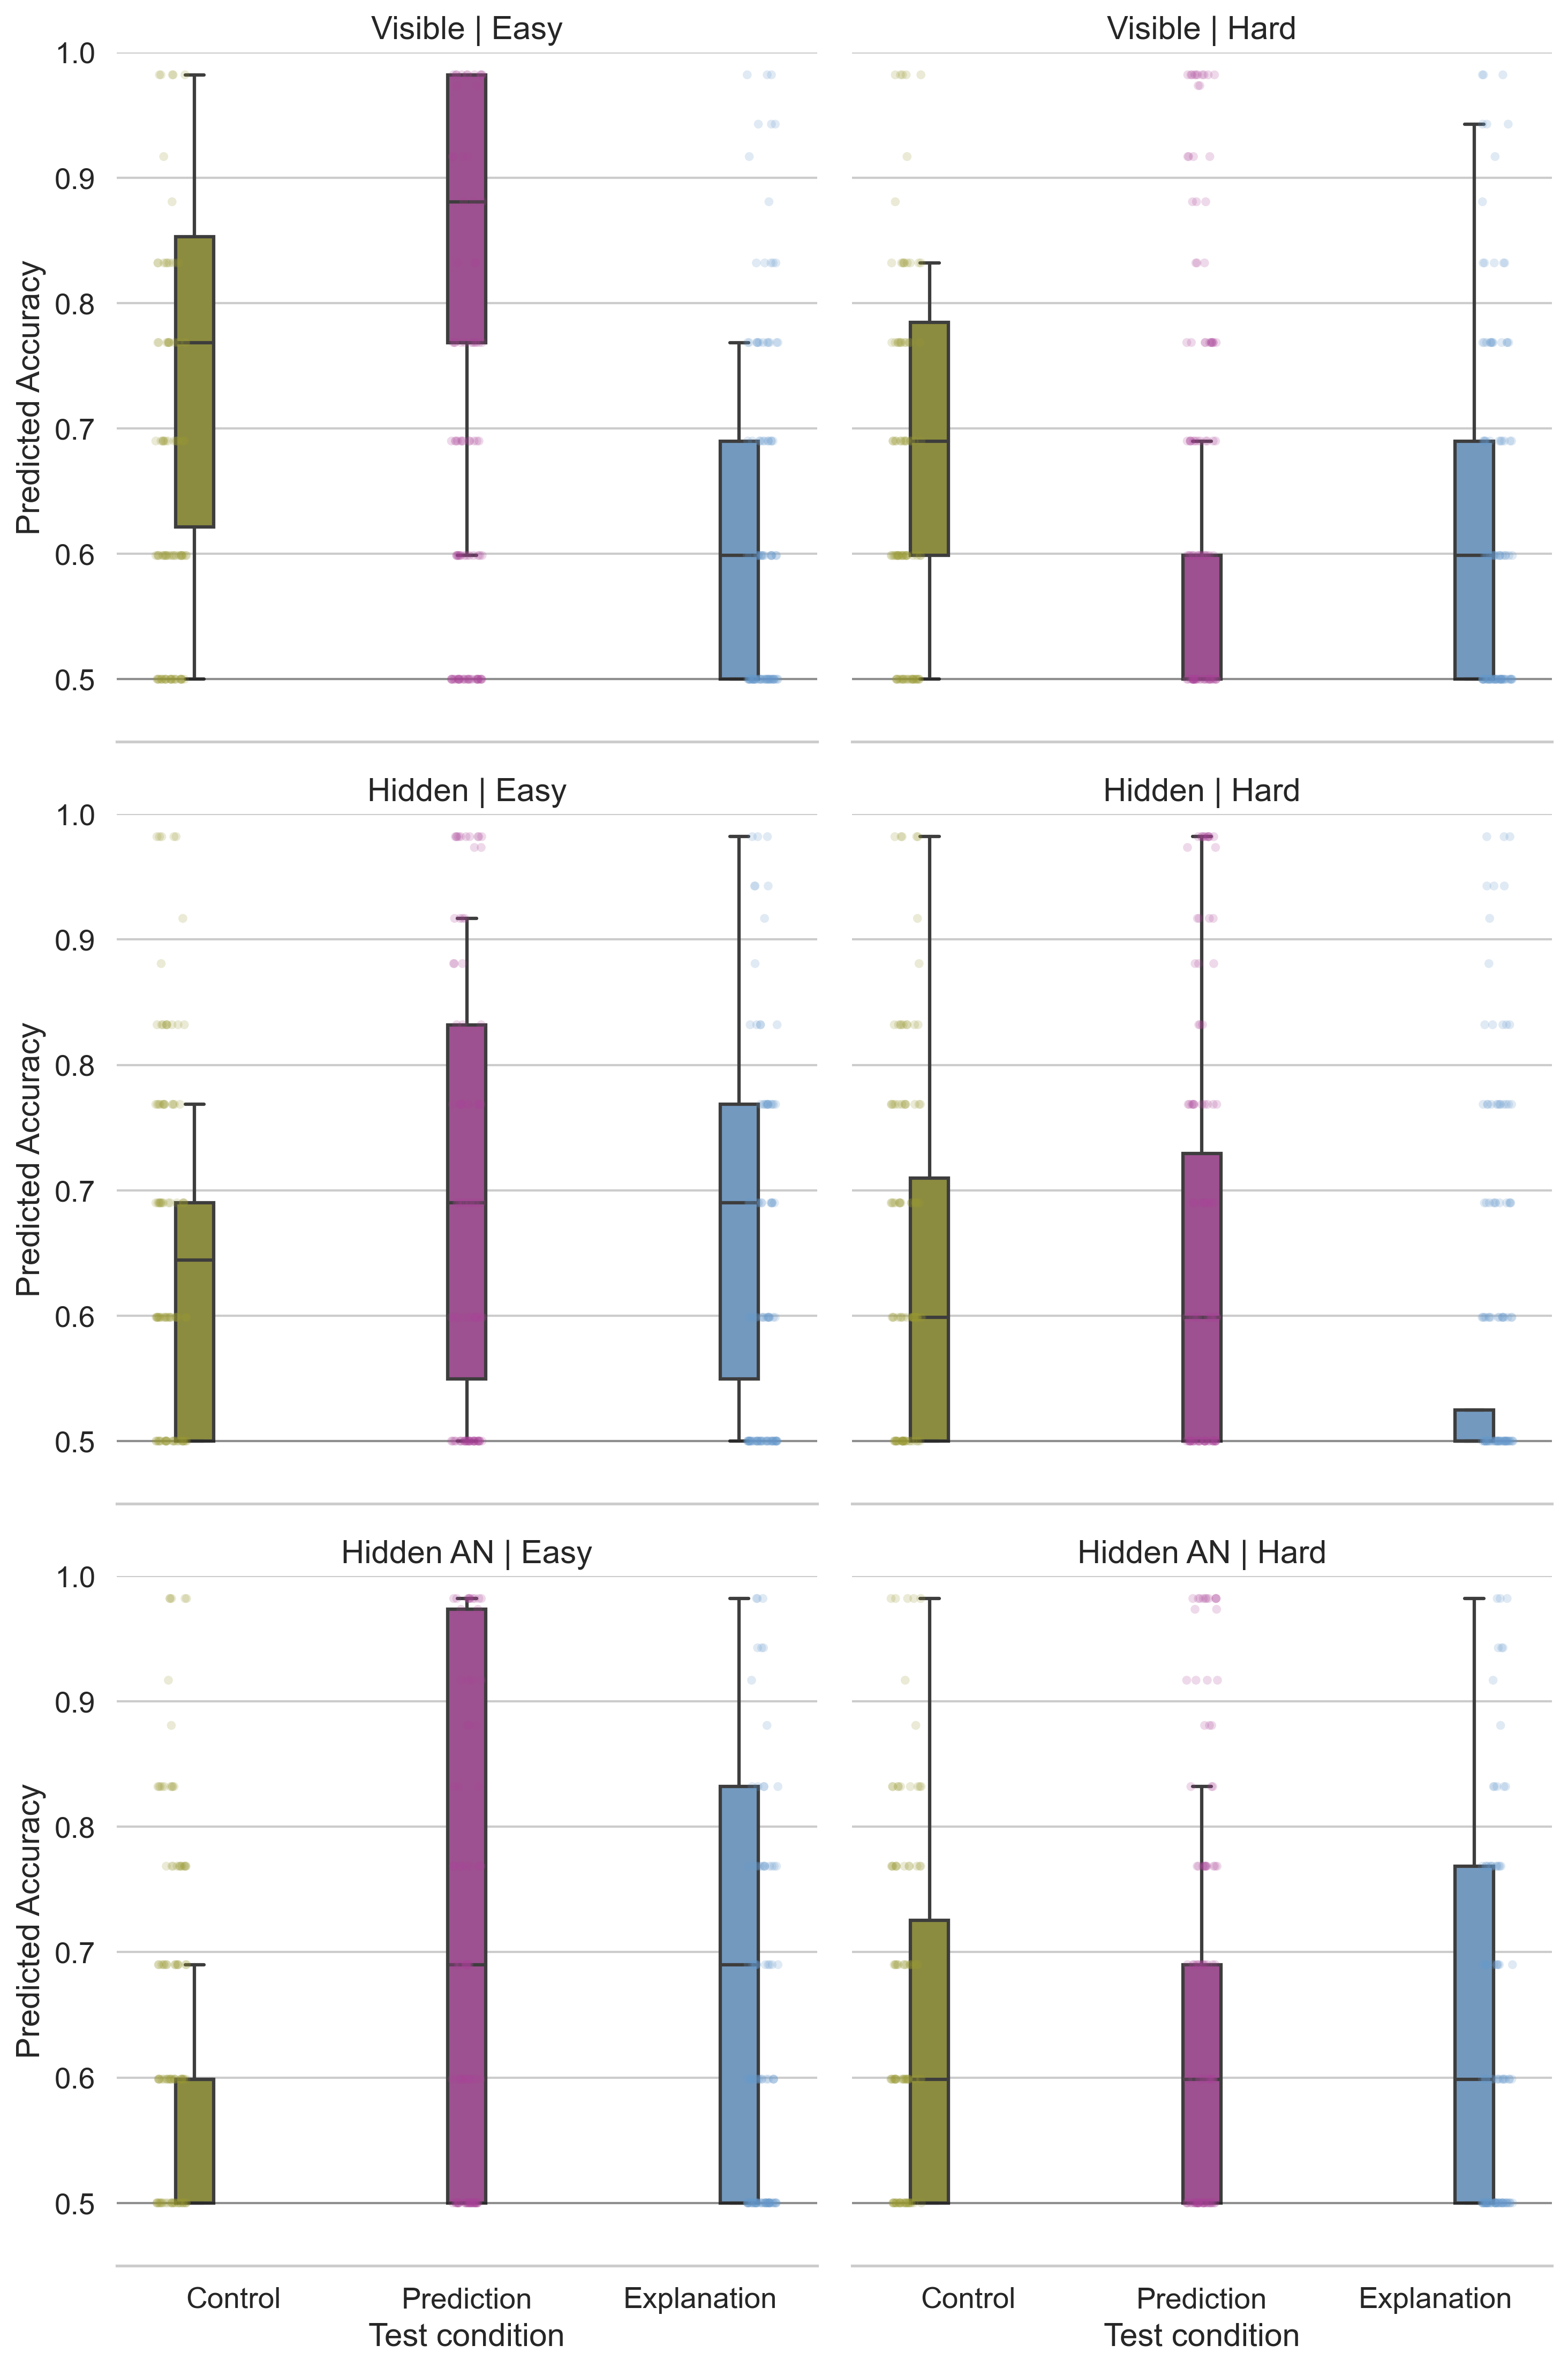 Visible | Easy
Visible | Hard
1.0
0.9
0.8
0.7
0.6
0.5
Predicted Accuracy
Hidden | Easy
Hidden | Hard
1.0
0.9
0.8
0.7
0.6
0.5
Predicted Accuracy
Hidden AN | Easy
Hidden AN | Hard
1.0
0.9
0.8
0.7
0.6
0.5
Predicted Accuracy
Control Prediction Explanation
Test condition
Control Prediction Explanation
Test condition